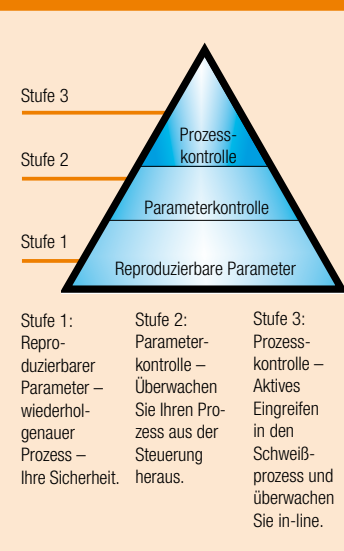 Stufe 3
Prozess-
kontrolle
Stufe 2
Parameterkontrolle
Stufe 1
Reproduzierbare Parameter
Stufe 1:
Repro-
duzierbarer
Parameter –
wiederhol-
genauer
Prozess –
Ihre Sicherheit.
Stufe 2:
Parameter-
kontrolle –
Überwachen
Sie Ihren Pro-
zess aus der
Steuerung
heraus.
Stufe 3:
Prozess-
kontrolle –
Aktives
Eingreifen
in den
Schweiß-
prozess und
überwachen
Sie in-line.